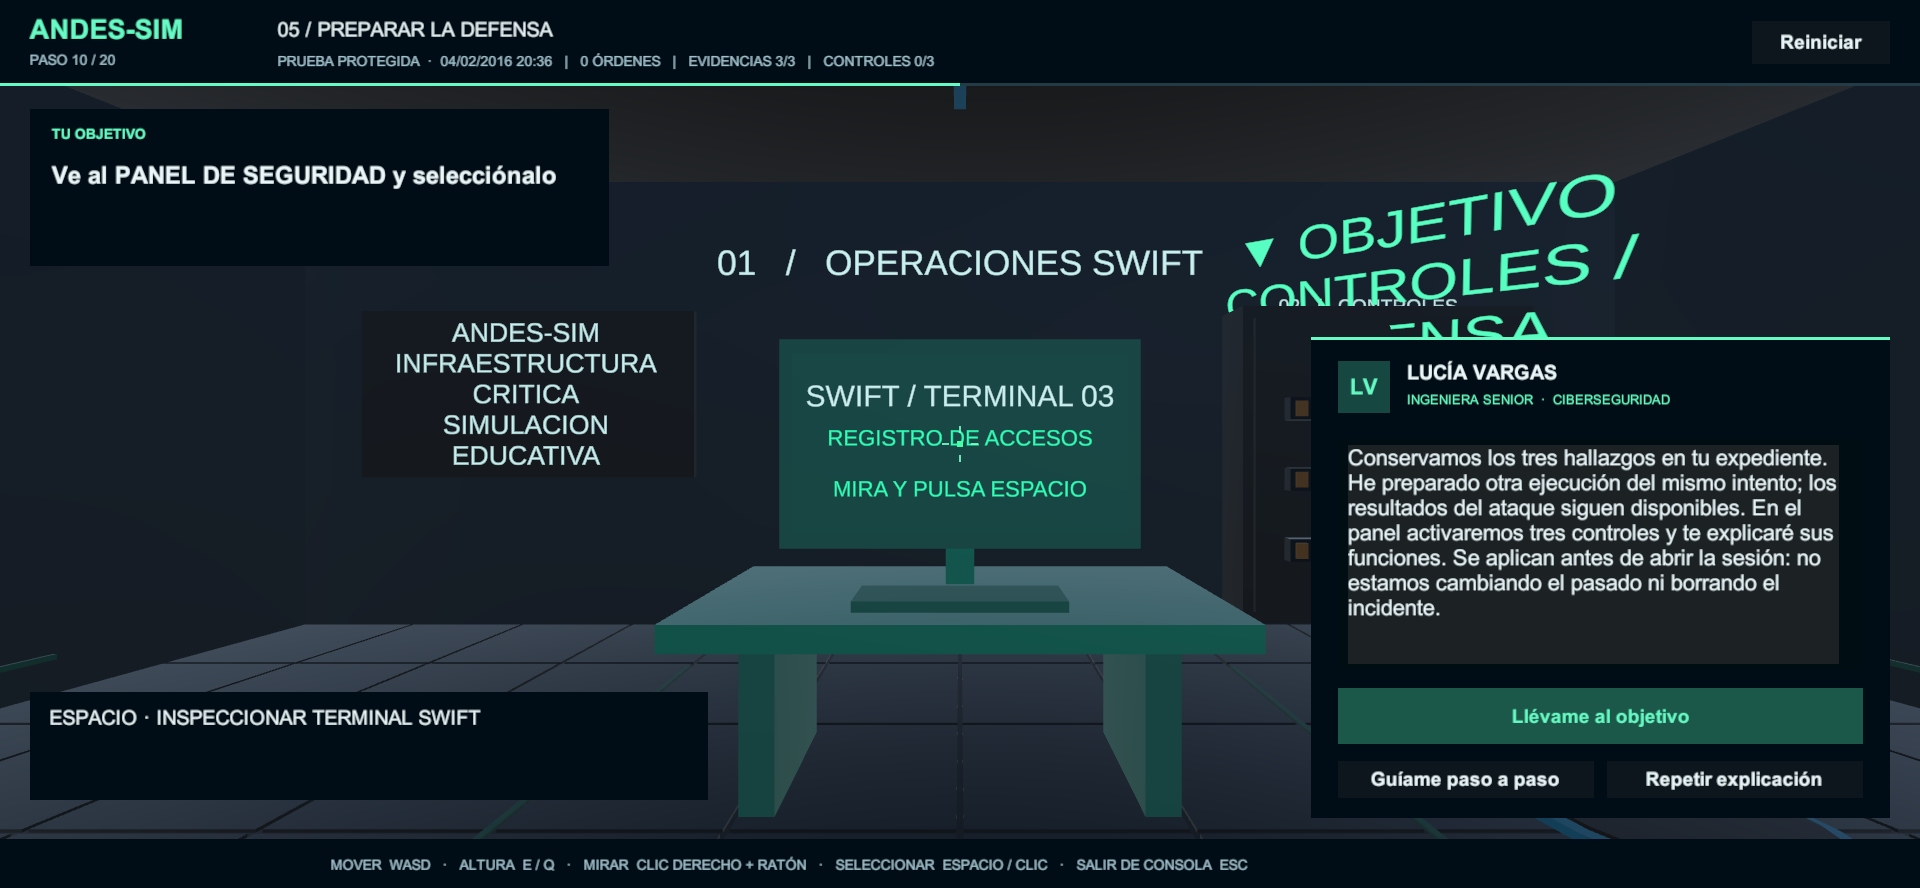 ANDES-SIM
PASO 10 / 20
05 / PREPARAR LA DEFENSA
PRUEBA PROTEGIDA · 04/02/2016 20:36 | 0 ÓRDENES | EVIDENCIAS 3/3 | CONTROLES 0/3
Reiniciar
TU OBJETIVO
Ve al PANEL DE SEGURIDAD y selecciónalo
01 / OPERACIONES SWIFT
▼ OBJETIVO
CONTROLES /
ANDES-SIM
INFRAESTRUCTURA
CRITICA
SIMULACION
EDUCATIVA
SWIFT / TERMINAL 03
REGISTRO DE ACCESOS
MIRA Y PULSA ESPACIO
LV
LUCÍA VARGAS
INGENIERA SENIOR · CIBERSEGURIDAD
Conservamos los tres hallazgos en tu expediente.
He preparado otra ejecución del mismo intento; los
resultados del ataque siguen disponibles. En el
panel activaremos tres controles y te explicaré sus
funciones. Se aplican antes de abrir la sesión: no
estamos cambiando el pasado ni borrando el
incidente.
Llévame al objetivo
Guíame paso a paso
Repetir explicación
ESPACIO · INSPECCIONAR TERMINAL SWIFT
MOVER WASD · ALTURA E / Q · MIRAR CLIC DERECHO + RATÓN · SELECCIONAR ESPACIO / CLIC · SALIR DE CONSOLA ESC